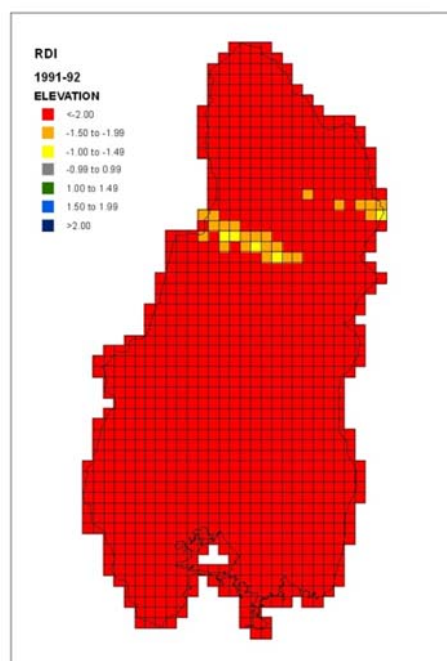 RDI
1991-92
ELEVATION
<-2.00
-1.50 to -1.99
-1.00 to -1.49
-0.99 to 0.99
1.00 to 1.49
1.50 to 1.99
>2.00